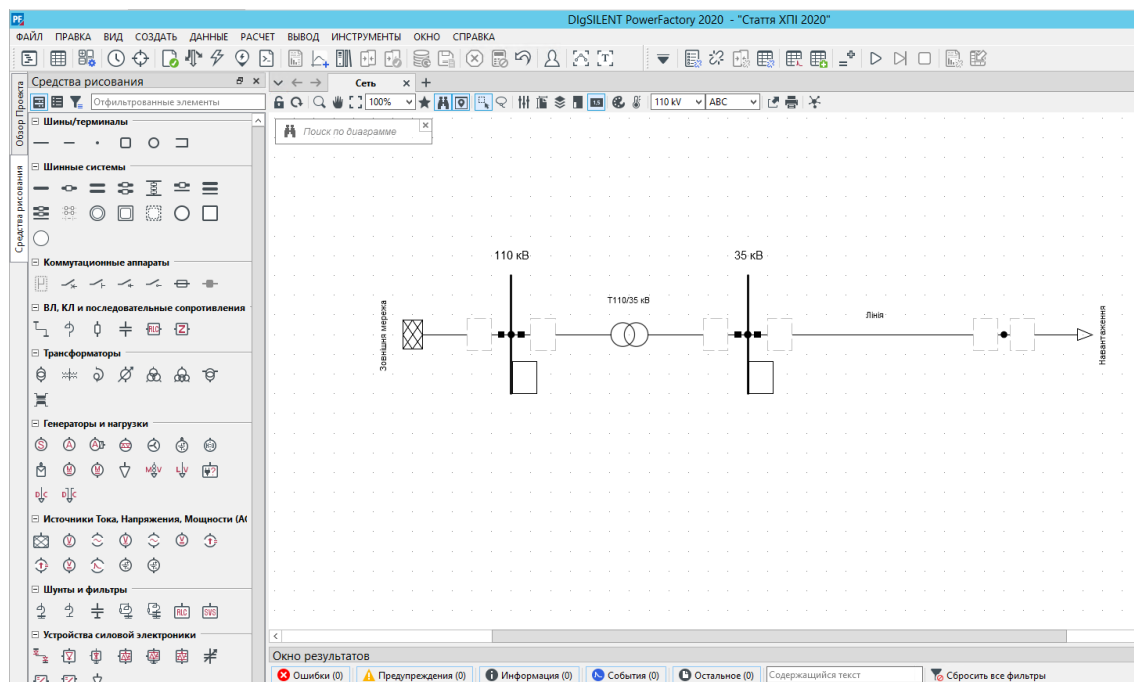 DIgSILENT PowerFactory 2020 - "Стаття ХПІ 2020"
ФАЙЛ ПРАВКА ВИД СОЗДАТЬ ДАННЫЕ РАСЧЕТ ВЫВОД ИНСТРУМЕНТЫ ОКНО СПРАВКА
Обзор Проекта
Средства рисования
Средства рисования
Отфильтрованные элементы
Шины/терминалы
Шинные системы
Коммутационные аппараты
ВЛ, КЛ и последовательные сопротивления
Трансформаторы
Генераторы и нагрузки
Источники Тока, Напряжения, Мощности (AC
Шунты и фильтры
Устройства силовой электроники
Сеть
100%
110 kV
ABC
Поиск по диаграмме
110 кВ
35 кВ
Зовнішня мережа
Т110/35 кВ
Лінія
Навантаження
Окно результатов
Ошибки (0) Предупреждения (0) Информация (0) События (0) Остальное (0) Содержащийся текст Сбросить все фильтры